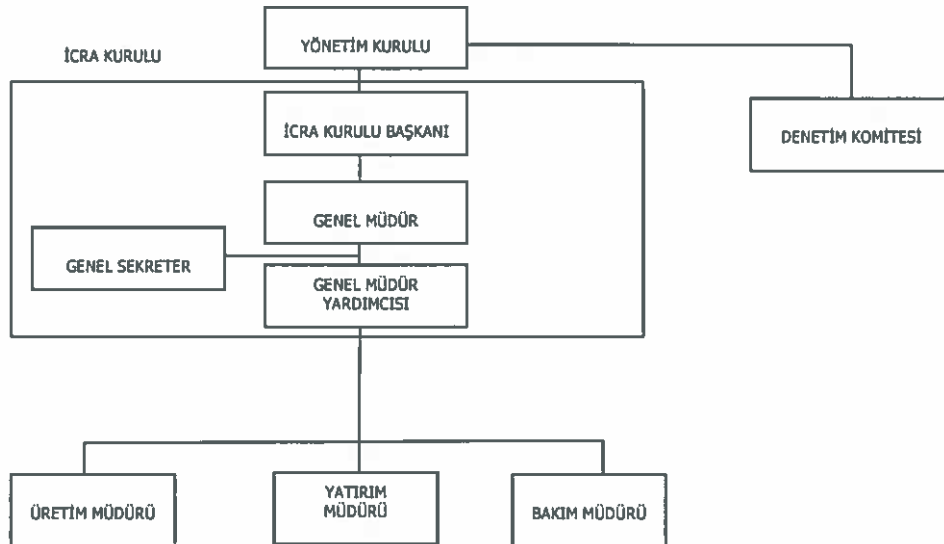 YÖNETİM KURULU
İCRA KURULU
İCRA KURULU BAŞKANI
DENETİM KOMİTESİ
GENEL MÜDÜR
GENEL SEKRETER
GENEL MÜDÜR
YARDIMCISI
ÜRETİM MÜDÜRÜ
YATIRIM
MÜDÜRÜ
BAKIM MÜDÜRÜ